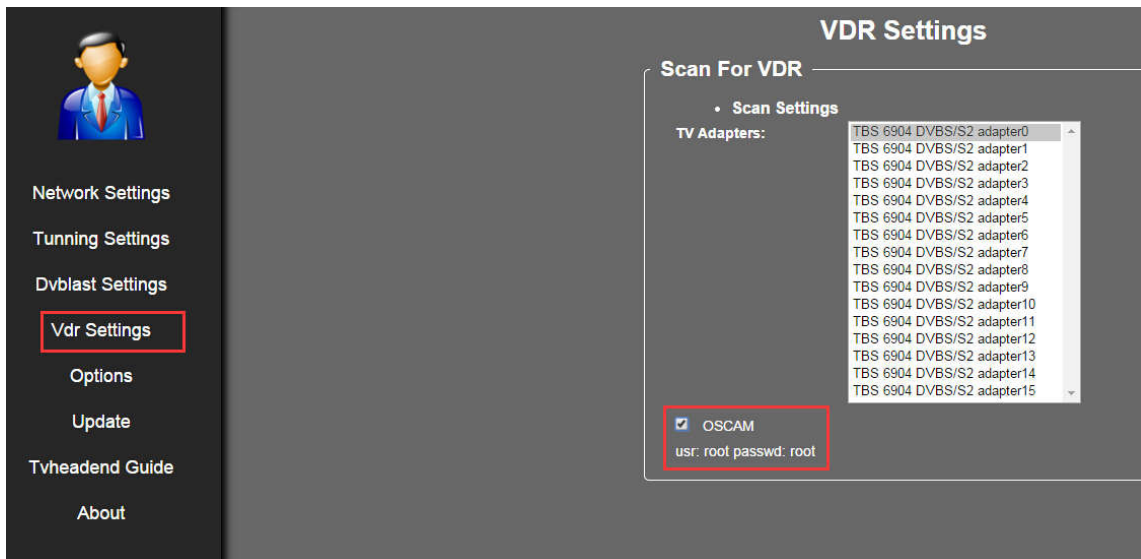 Network Settings
Tunning Settings
Dvblast Settings
Vdr Settings
Options
Update
Tvheadend Guide
About
VDR Settings
Scan For VDR
• Scan Settings
TV Adapters:
TBS 6904 DVBS/S2 adapter0
TBS 6904 DVBS/S2 adapter1
TBS 6904 DVBS/S2 adapter2
TBS 6904 DVBS/S2 adapter3
TBS 6904 DVBS/S2 adapter4
TBS 6904 DVBS/S2 adapter5
TBS 6904 DVBS/S2 adapter6
TBS 6904 DVBS/S2 adapter7
TBS 6904 DVBS/S2 adapter8
TBS 6904 DVBS/S2 adapter9
TBS 6904 DVBS/S2 adapter10
TBS 6904 DVBS/S2 adapter11
TBS 6904 DVBS/S2 adapter12
TBS 6904 DVBS/S2 adapter13
TBS 6904 DVBS/S2 adapter14
TBS 6904 DVBS/S2 adapter15
OSCAM
usr: root passwd: root